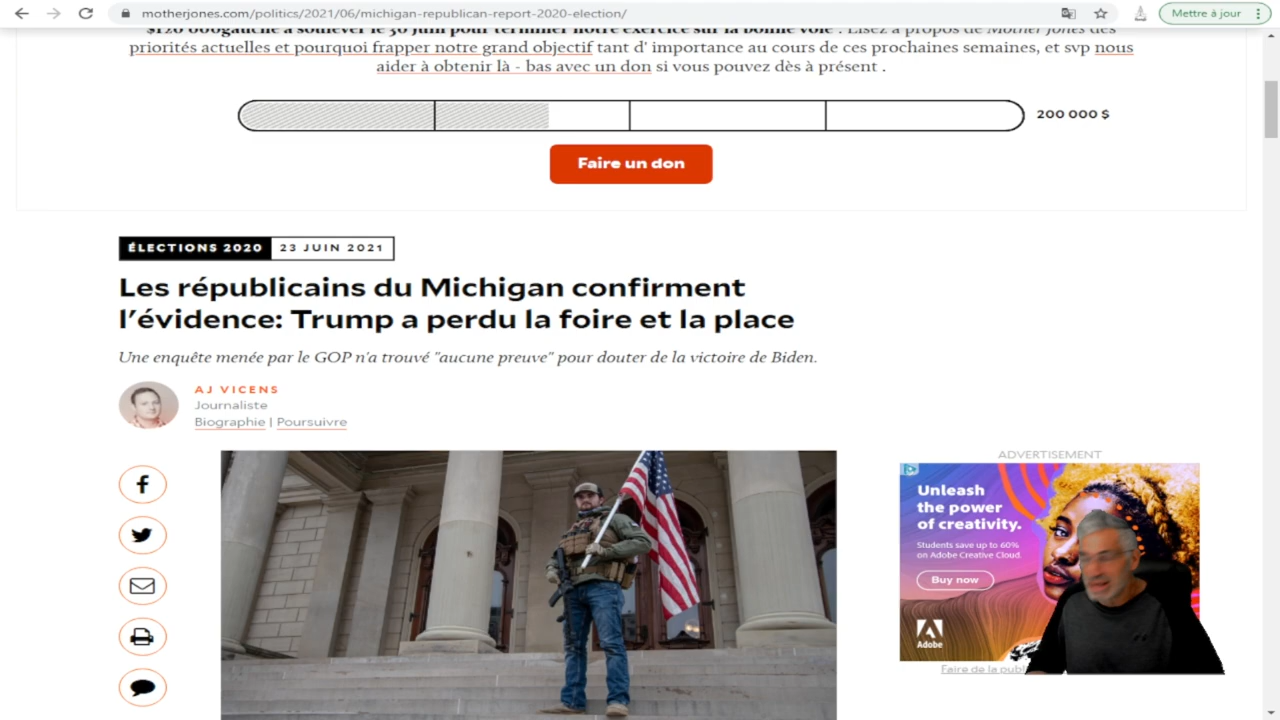 motherjones.com/politics/2021/06/michigan-republican-report-2020-election/
Mettre à jour
$120 000gauche à soulever le 30 juin pour terminer notre exercice sur la bonne voie . Lisez à propos de Mother Jones des
priorités actuelles et pourquoi frapper notre grand objectif tant d' importance au cours de ces prochaines semaines, et svp nous
aider à obtenir là - bas avec un don si vous pouvez dès à présent .
200 000 $
Faire un don
ÉLECTIONS 2020 23 JUIN 2021
Les républicains du Michigan confirment
l'évidence: Trump a perdu la foire et la place
Une enquête menée par le GOP n'a trouvé "aucune preuve" pour douter de la victoire de Biden.
AJ VICENS
Journaliste
Biographie | Poursuivre
ADVERTISEMENT
Unleash
the power
of creativity.
Students save up to 60%
on Adobe Creative Cloud.
Buy now
Adobe
Faire de la publ